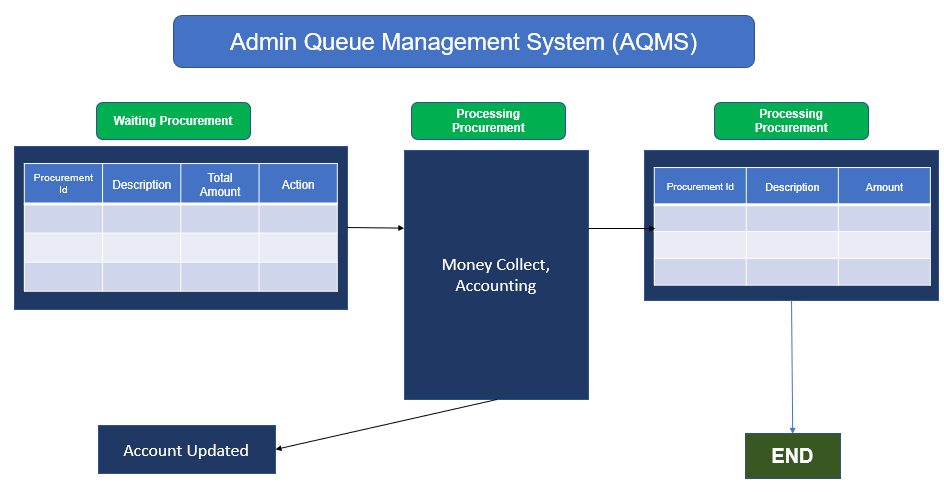 Admin Queue Management System (AQMS)
Waiting Procurement
Processing
Procurement
Processing
Procurement
Procurement
Id
Description
Total
Amount
Action
Money Collect,
Accounting
Procurement Id
Description
Amount
Account Updated
END